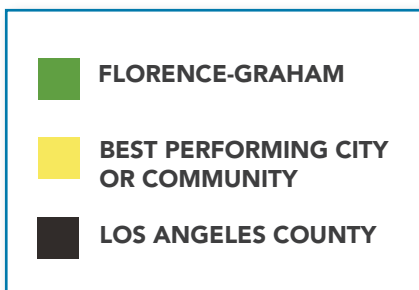 FLORENCE-GRAHAM
BEST PERFORMING CITY
OR COMMUNITY
LOS ANGELES COUNTY